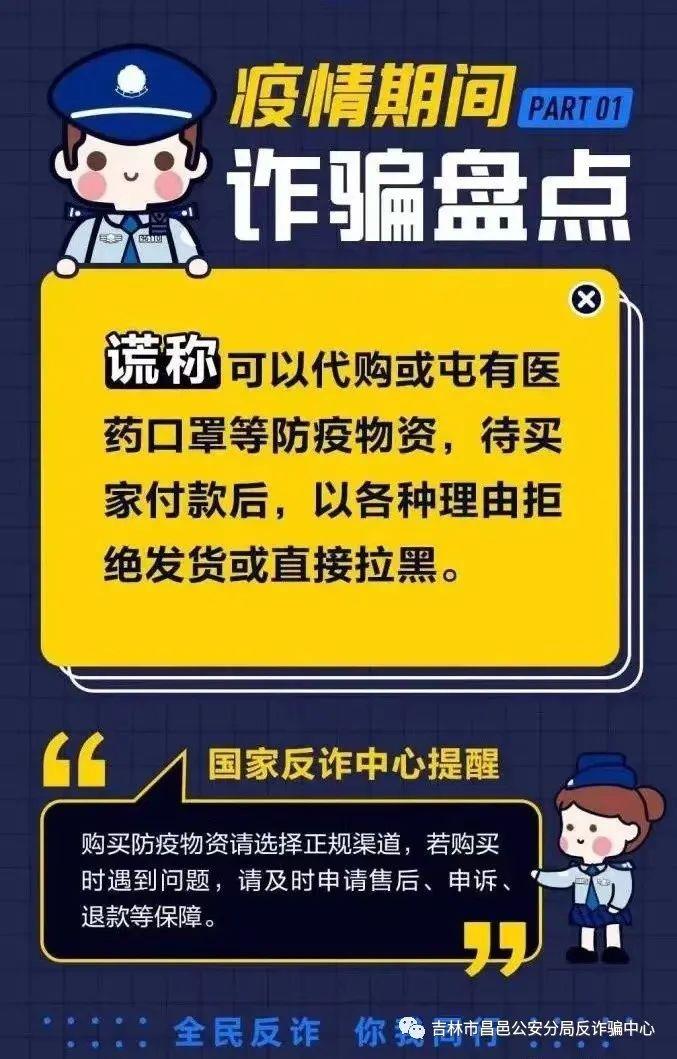 疫情期间
PART 01
诈骗盘点
谎称可以代购或屯有医
药口罩等防疫物资，待买
家付款后，以各种理由拒
绝发货或直接拉黑。
国家反诈中心提醒
购买防疫物资请选择正规渠道，若购买
时遇到问题，请及时申请售后、申诉、
退款等保障。
全民反诈 你我同行
吉林市昌邑公安分局反诈骗中心